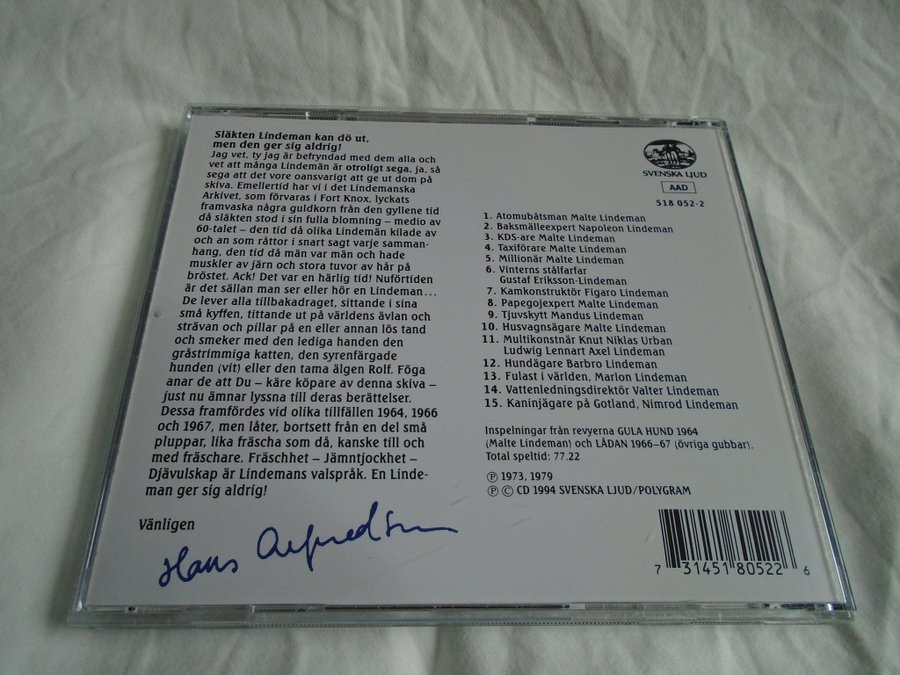 Släkten Lindeman kan dö ut,
men den ger sig aldrig!
Jag vet, ty jag är befryndad med dem alla och
vet att många Lindemän är otroligt sega, ja, så
sega att det vore oansvarigt att ge ut dom på
skiva. Emellertid har vi i det Lindemanska
Arkivet, som förvaras i Fort Knox, lyckats
framvaska några guldkorn från den gyllene tid
då släkten stod i sin fulla blomning – medio av
60-talet – den tid då olika Lindemän kilade av
och an som råttor i snart sagt varje samman-
hang, den tid då män var män och hade
muskler av järn och stora tuvor av hår på
bröstet. Ack! Det var en härlig tid! Nuförtiden
är det sällan man ser eller hör en Lindeman...
De lever alla tillbakadraget, sittande i sina
små kyffen, tittande ut på världens ävlan och
strävan och pillar på en eller annan lös tand
och smeker med den lediga handen den
gråstrimmiga katten, den syrenfärgade
hunden (vit) eller den tama älgen Rolf. Föga
anar de att Du – käre köpare av denna skiva –
just nu ämnar lyssna till deras berättelser.
Dessa framfördes vid olika tillfällen 1964, 1966
och 1967, men låter, bortsett från en del små
pluppar, lika fräscha som då, kanske till och
med fräschare. Fräschhet – Jämntjockhet –
Djävulskap är Lindemans valspråk. En Linde-
man ger sig aldrig!
Vänligen
Hans Alfredson
SVENSKA LJUD
AAD
518 052-2
1. Atomubåtsman Malte Lindeman
2. Baksmälleexpert Napoleon Lindeman
3. KDS-are Malte Lindeman
4. Taxiförare Malte Lindeman
5. Millionär Malte Lindeman
6. Vinterns stålfarfar
Gustaf Eriksson-Lindeman
7. Kamkonstruktör Figaro Lindeman
8. Papegojexpert Malte Lindeman
9. Tjuvskytt Mandus Lindeman
10. Husvagnsägare Malte Lindeman
11. Multikonstnär Knut Niklas Urban
Ludwig Lennart Axel Lindeman
12. Hundägare Barbro Lindeman
13. Fulast i världen, Marlon Lindeman
14. Vattenledningsdirektör Valter Lindeman
15. Kaninjägare på Gotland, Nimrod Lindeman
Inspelningar från revyerna GULA HUND 1964
(Malte Lindeman) och LÅDAN 1966–67 (övriga gubbar).
Total speltid: 77.22
℗ 1973, 1979
℗ © CD 1994 SVENSKA LJUD/POLYGRAM
7 31451 80522 6